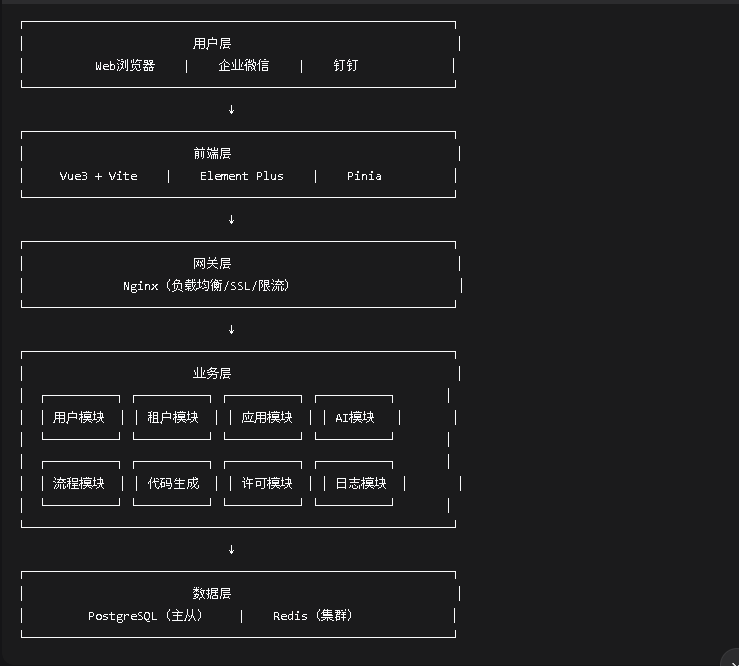 用户层
Web浏览器 | 企业微信 | 钉钉
↓
前端层
Vue3 + Vite | Element Plus | Pinia
↓
网关层
Nginx（负载均衡/SSL/限流）
↓
业务层
用户模块 租户模块 应用模块 AI模块
流程模块 代码生成 许可模块 日志模块
↓
数据层
PostgreSQL（主从） | Redis（集群）